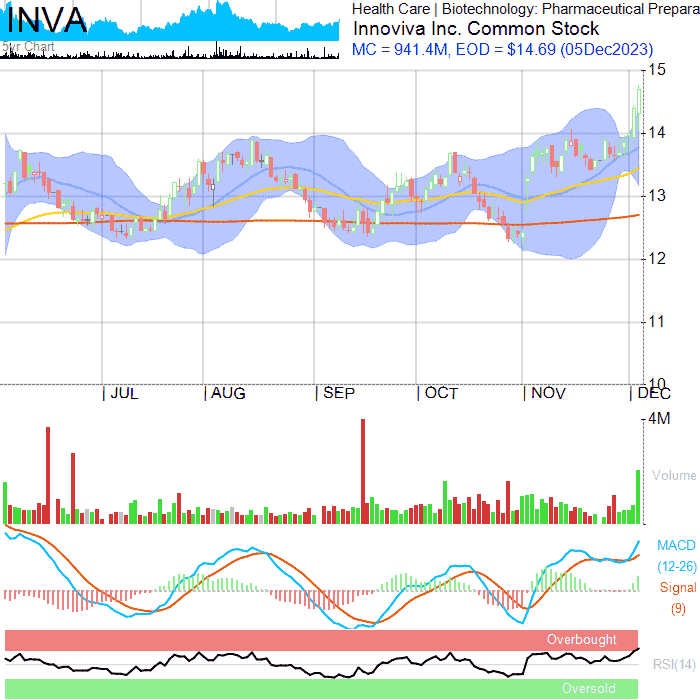 INVA
5yr Chart
Health Care | Biotechnology: Pharmaceutical Prepara
Innoviva Inc. Common Stock
MC = 941.4M, EOD = $14.69 (05Dec2023)
15
14
13
12
11
10
JUL AUG SEP OCT NOV DEC
4M
Volume
MACD
(12-26)
Signal
(9)
Overbought
RSI(14)
Oversold